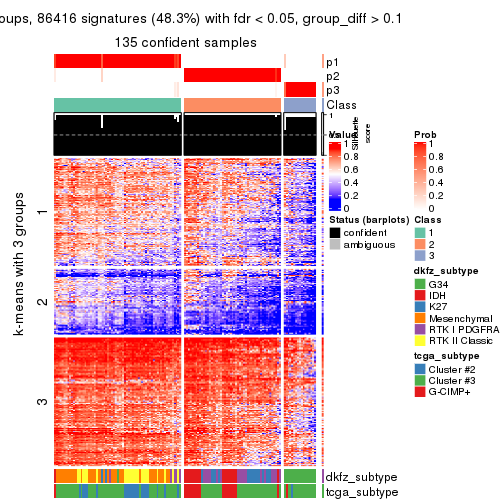 oups, 86416 signatures (48.3%) with fdr < 0.05, group_diff > 0.1
135 confident samples
p1
p2
p3
Class
1
Silhouette
score
k-means with 3 groups
1
2
3
dkfz_subtype
tcga_subtype
Value
1
0.8
0.6
0.4
0.2
0
Status (barplots)
confident
ambiguous
Prob
1
0.8
0.6
0.4
0.2
0
Class
1
2
3
dkfz_subtype
G34
IDH
K27
Mesenchymal
RTK I PDGFRA
RTK II Classic
tcga_subtype
Cluster #2
Cluster #3
G-CIMP+